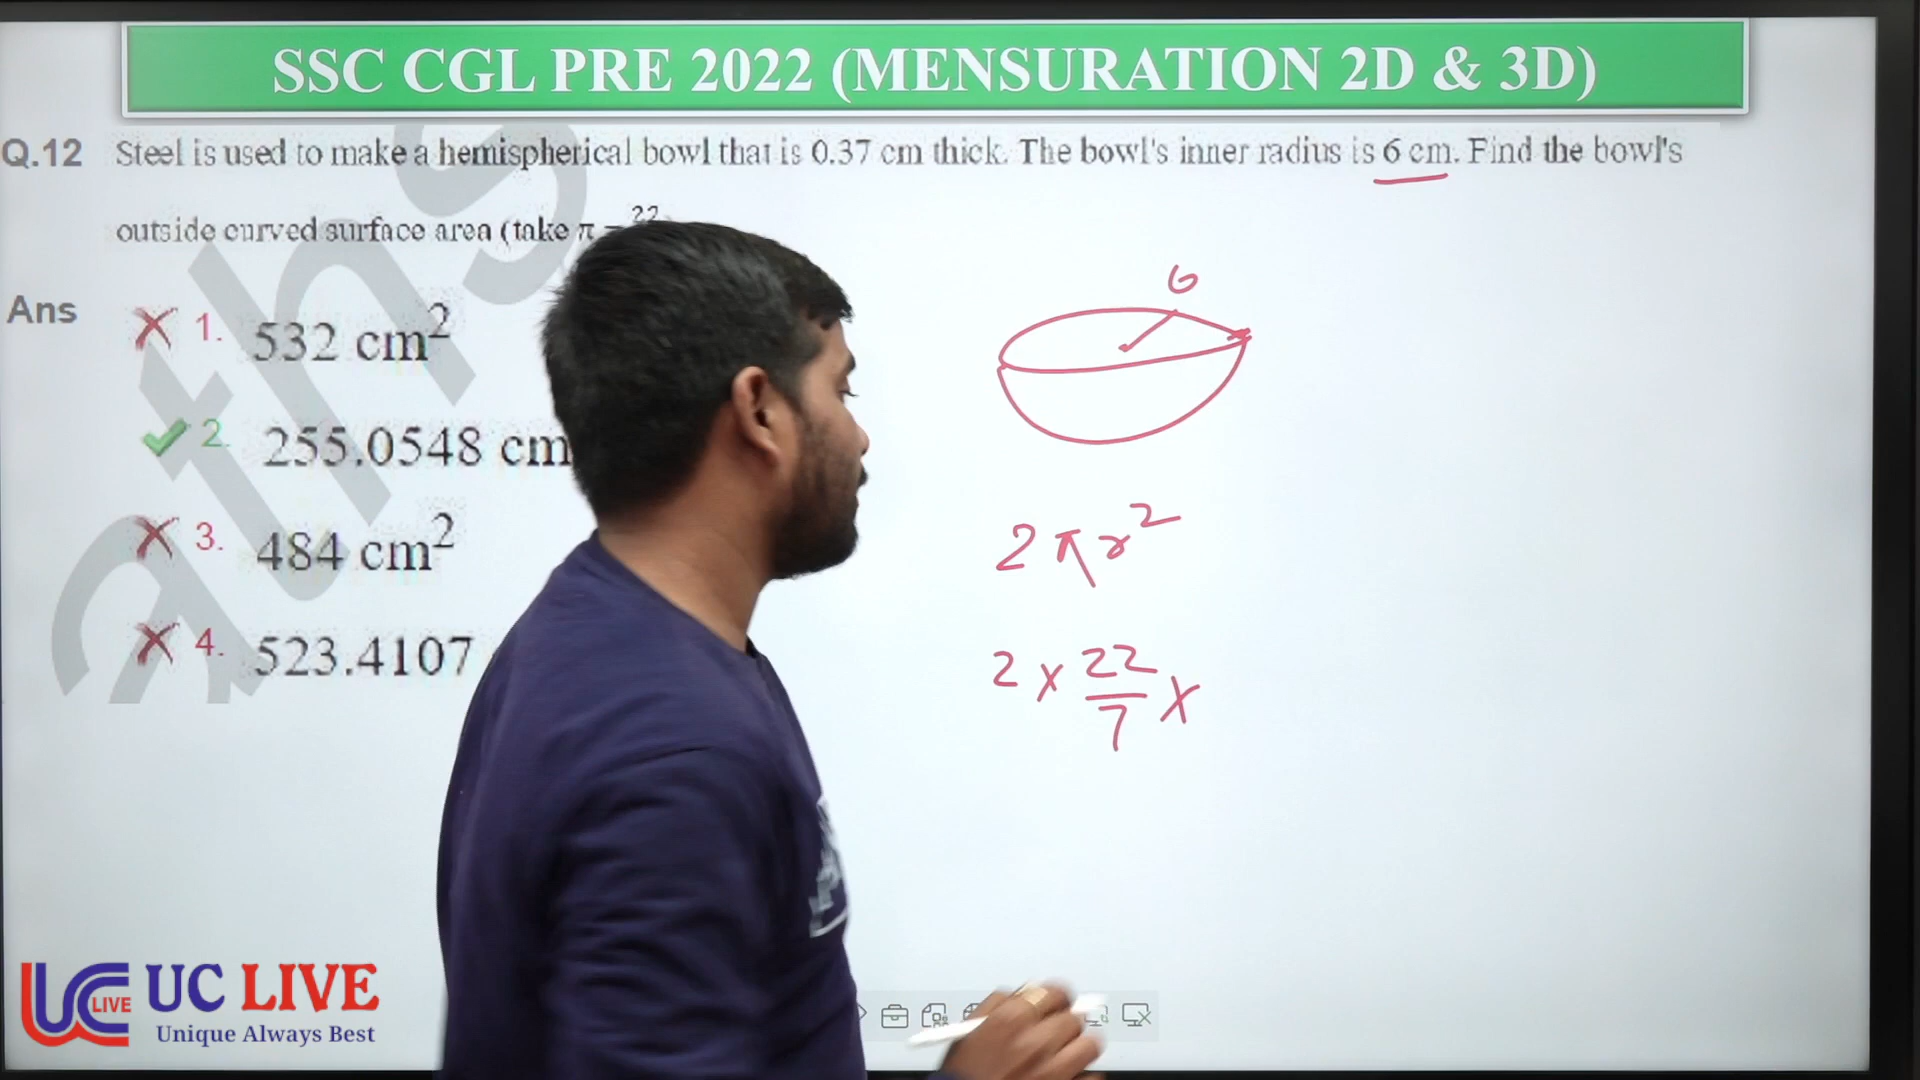 SSC CGL PRE 2022 (MENSURATION 2D & 3D)
Q.12 Steel is used to make a hemispherical bowl that is 0.37 cm thick. The bowl's inner radius is 6 cm. Find the bowl's
outside curved surface area (take π = 22
Ans
1. 532 cm²
2. 255.0548 cm
3. 484 cm²
4. 523.4107
6
2πr²
2 × 22/7 ×
aths
UC LIVE
LIVE
Unique Always Best